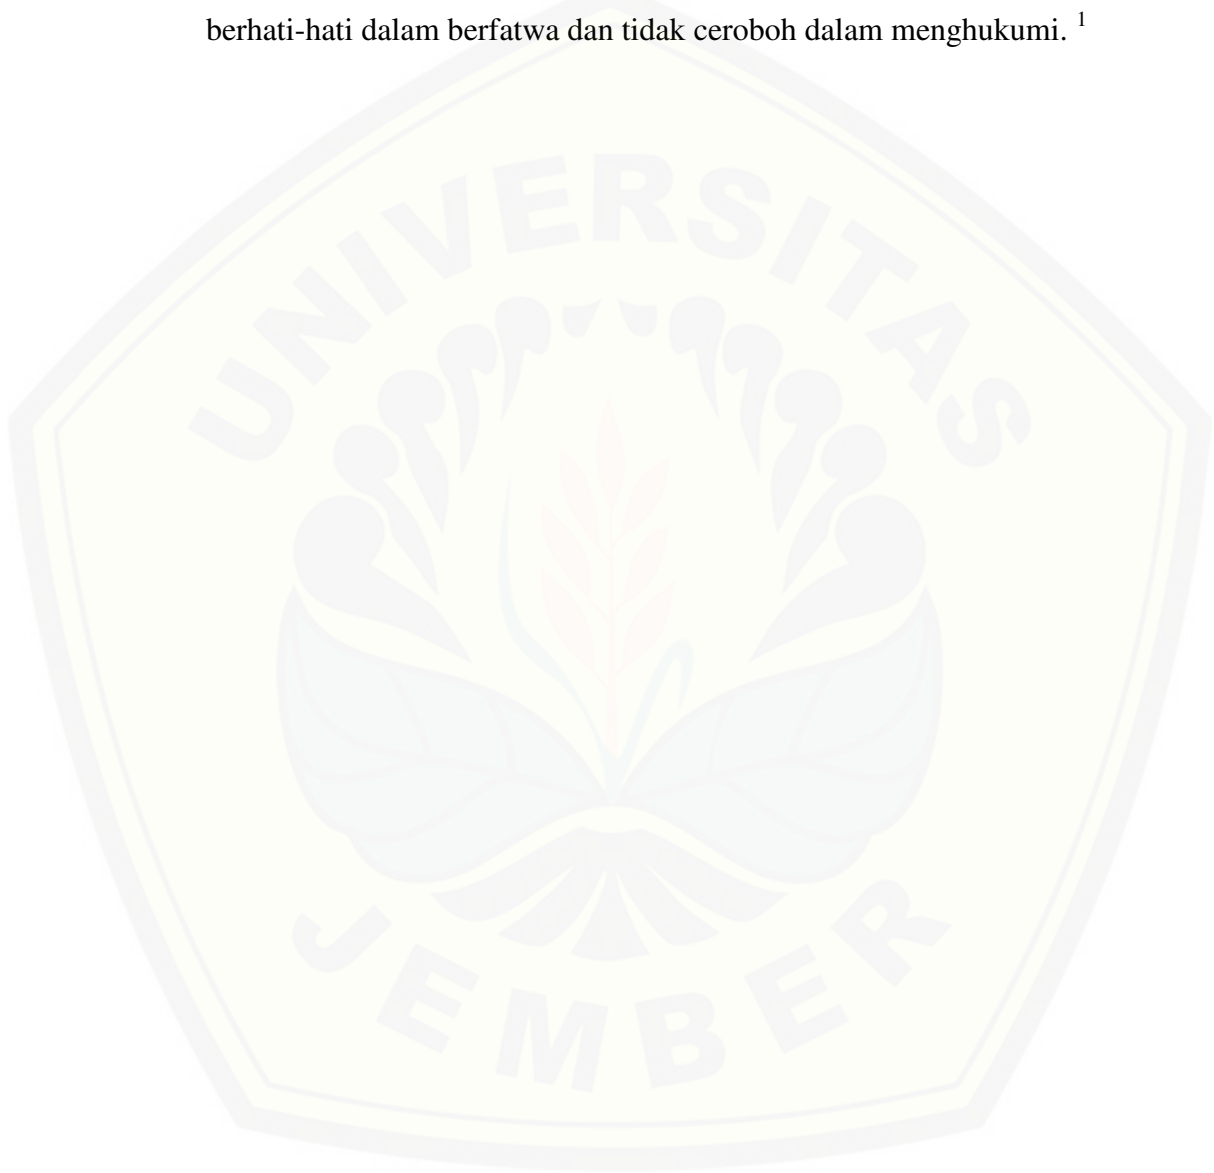 berhati-hati dalam berfatwa dan tidak ceroboh dalam menghukumi. ¹
UNIVERSITAS
JEMBER